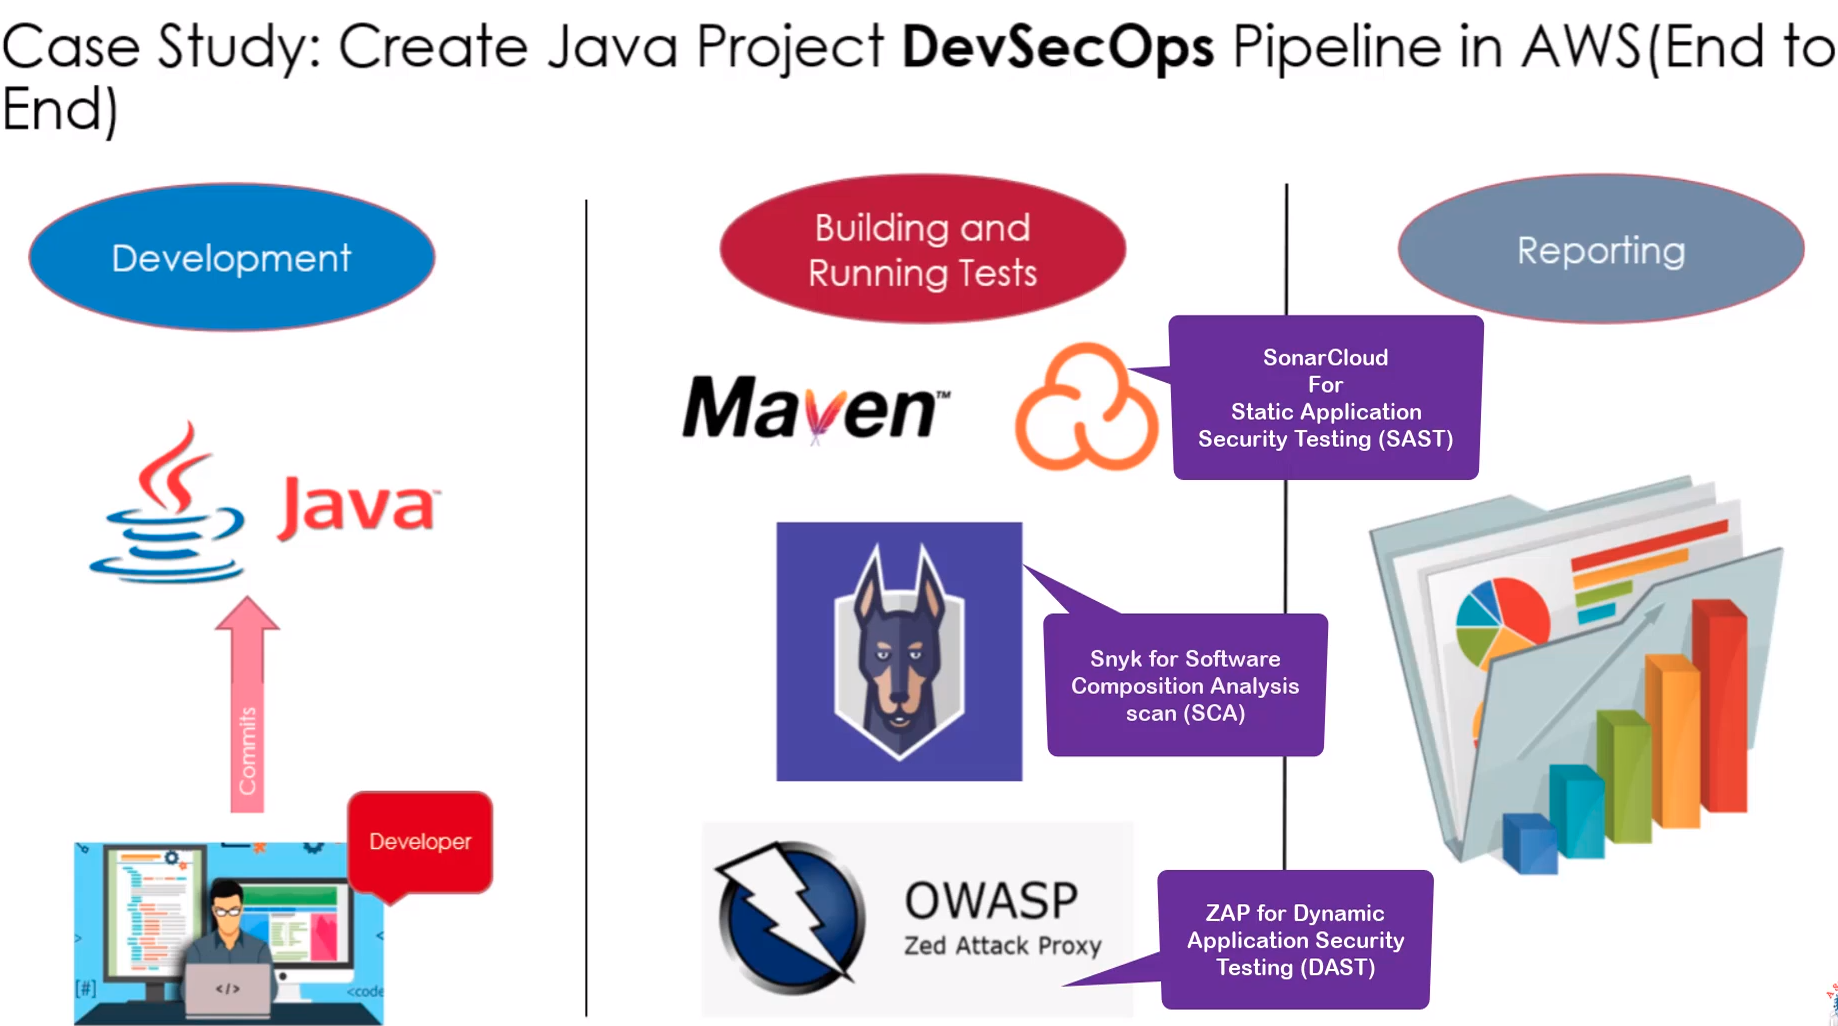 Case Study: Create Java Project DevSecOps Pipeline in AWS(End to
End)
Development
Java™
Commits
Developer
[#]
</>
<code
Building and
Running Tests
Maven™
SonarCloud
For
Static Application
Security Testing (SAST)
Snyk for Software
Composition Analysis
scan (SCA)
OWASP
Zed Attack Proxy
ZAP for Dynamic
Application Security
Testing (DAST)
Reporting